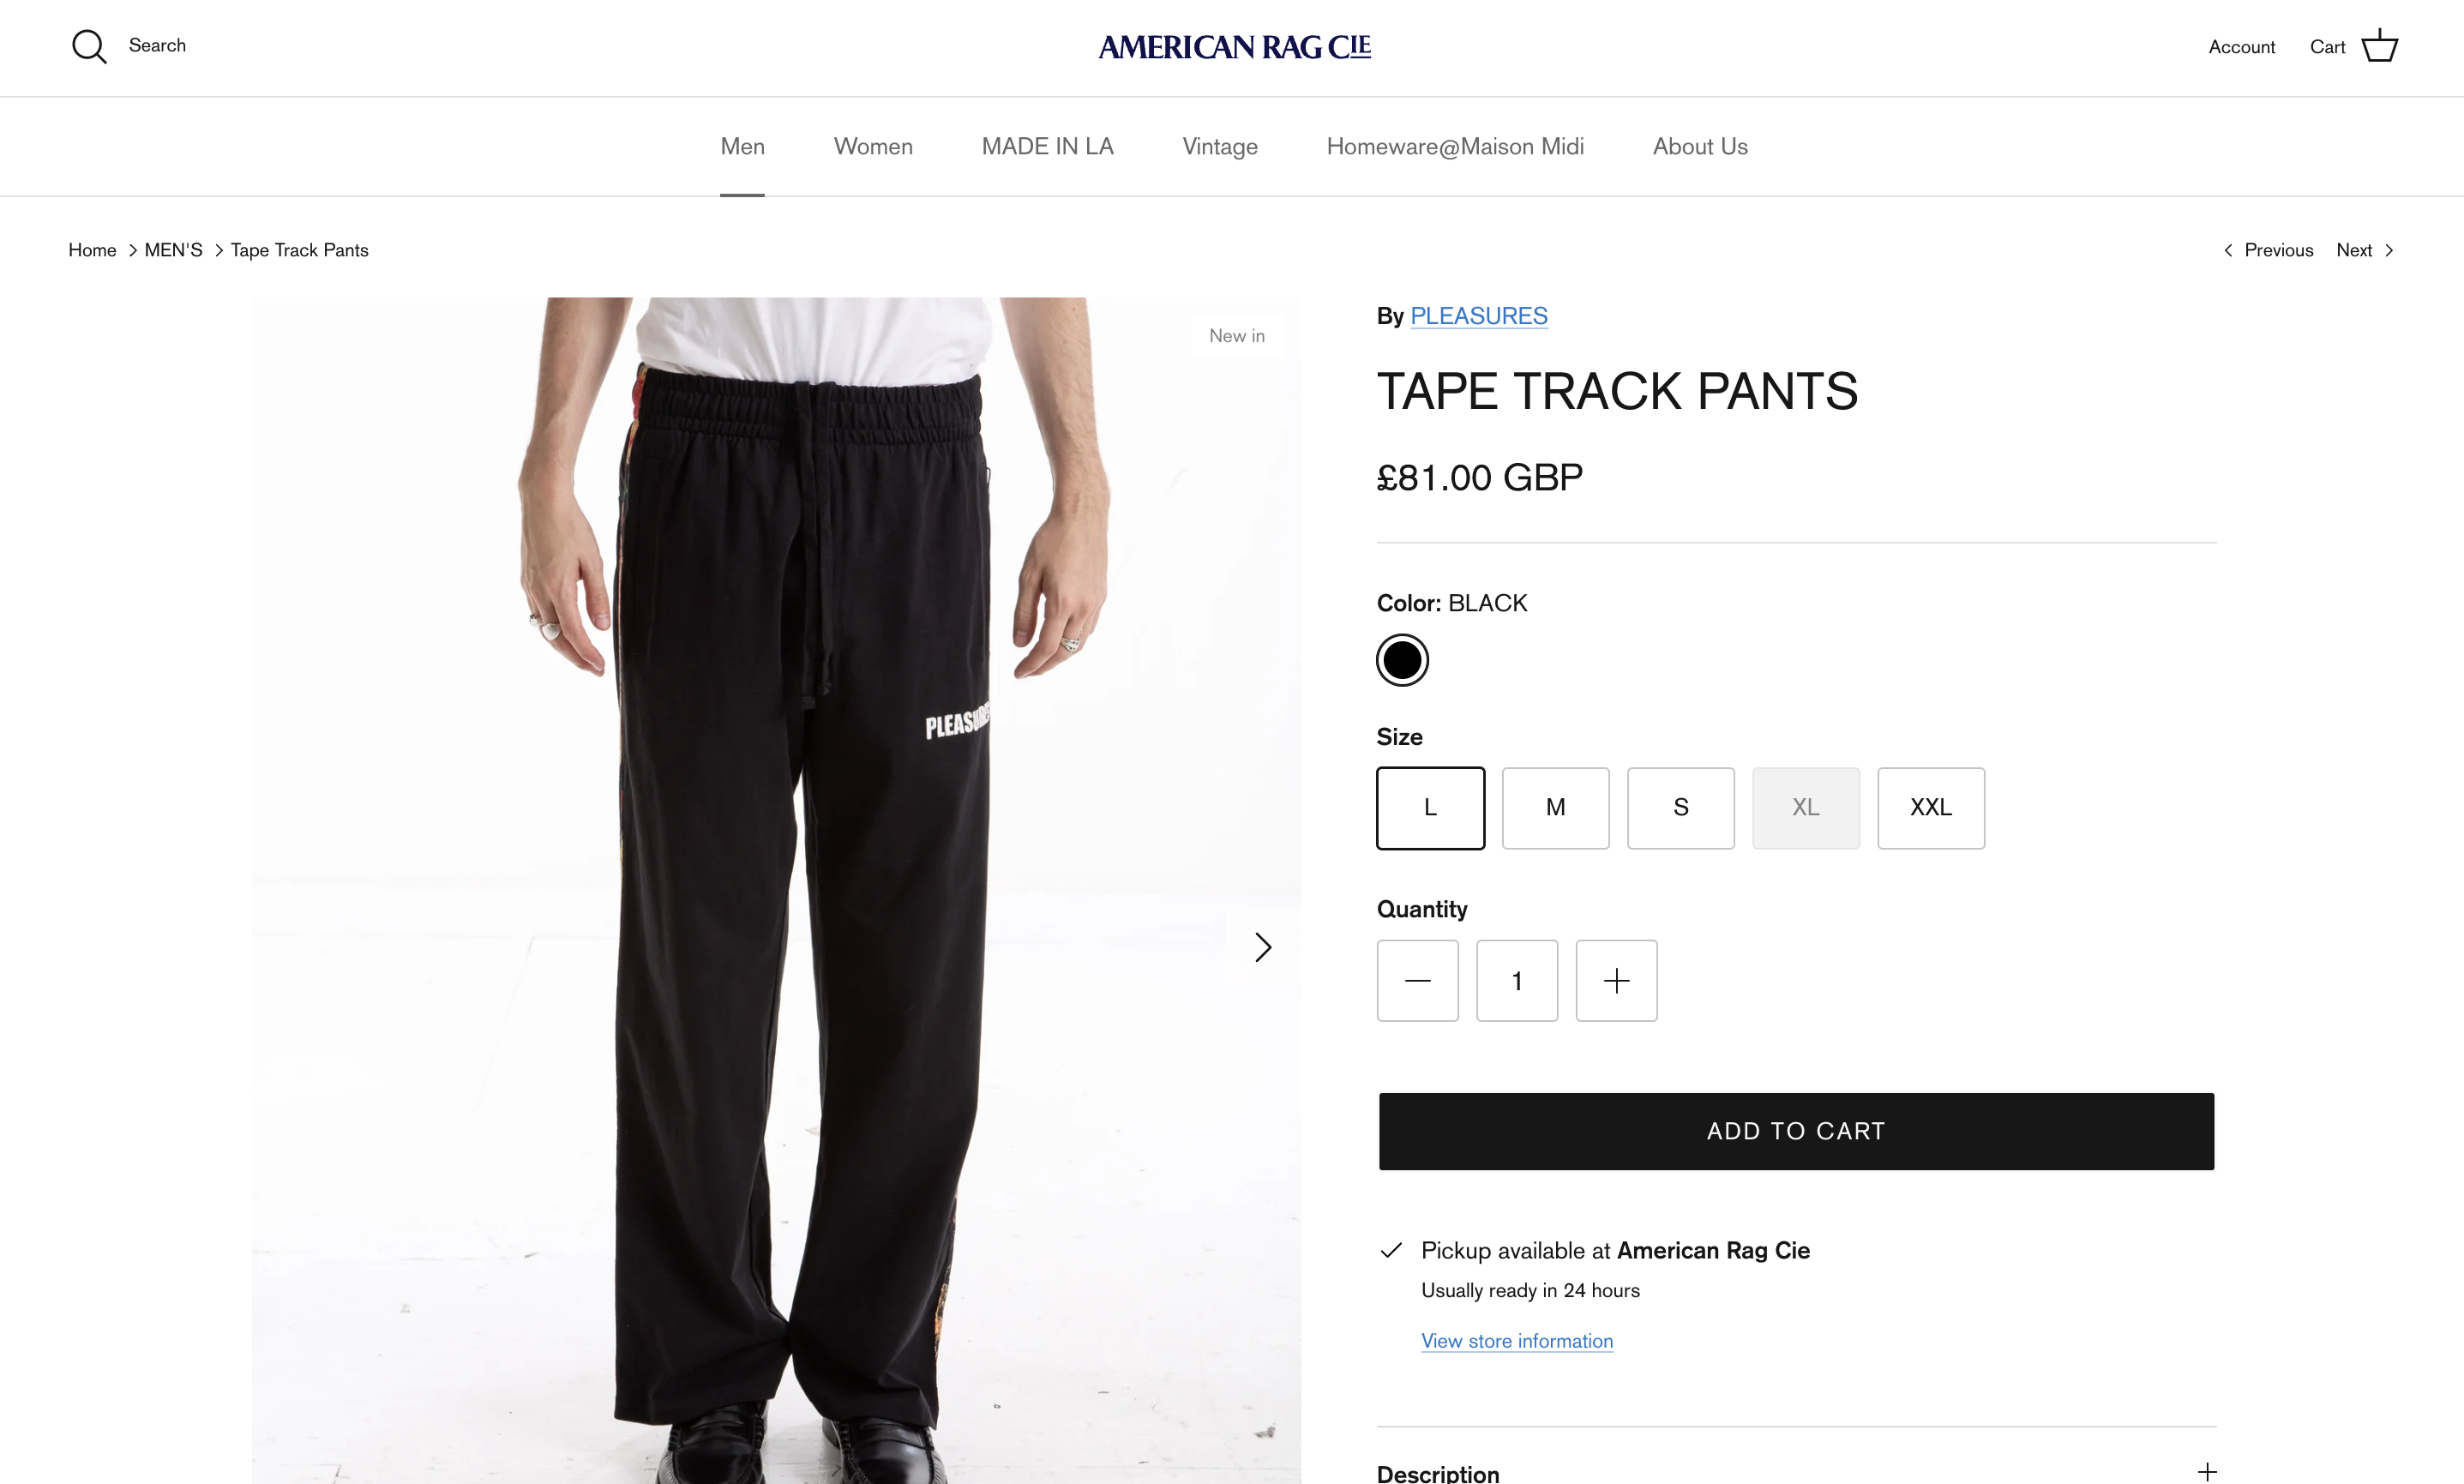 Search
AMERICAN RAG CIE
Account Cart
Men Women MADE IN LA Vintage Homeware@Maison Midi About Us
Home > MEN'S > Tape Track Pants
< Previous Next >
New in
PLEASURES
By PLEASURES
TAPE TRACK PANTS
£81.00 GBP
Color: BLACK
Size
L M S XL XXL
Quantity
— 1 +
ADD TO CART
Pickup available at American Rag Cie
Usually ready in 24 hours
View store information
Description +